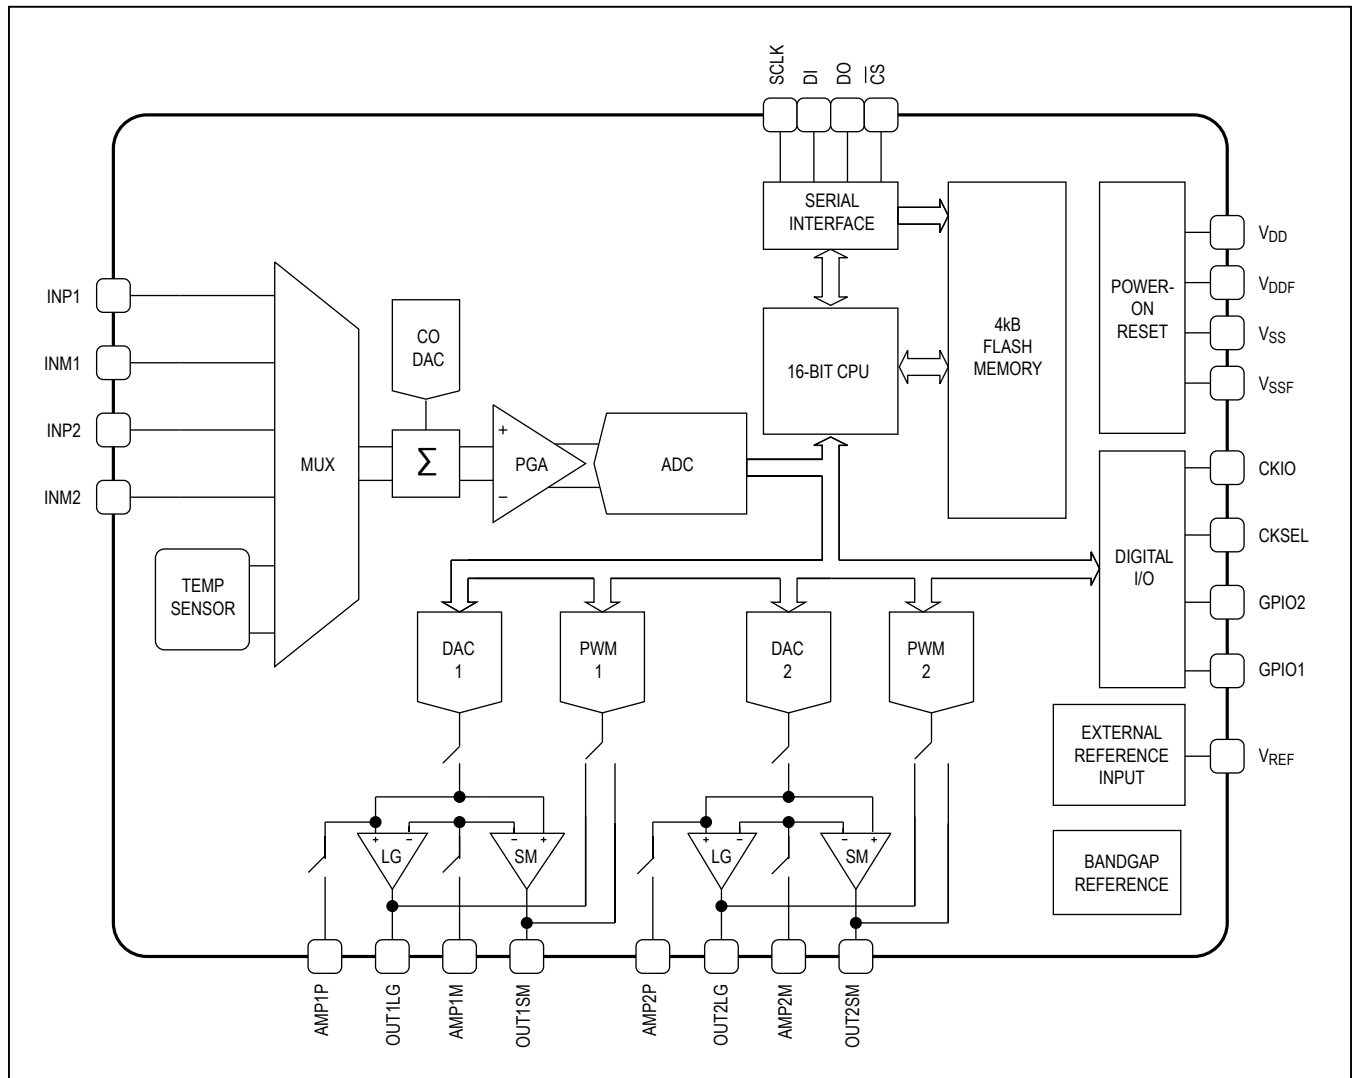 SCLK
DI
DO
CS
SERIAL
INTERFACE
4kB
FLASH
MEMORY
POWER-
ON
RESET
VDD
VDDF
VSS
VSSF
INP1
INM1
INP2
INM2
MUX
CO
DAC
Σ
+
−
PGA
ADC
16-BIT CPU
TEMP
SENSOR
DIGITAL
I/O
CKIO
CKSEL
GPIO2
GPIO1
DAC
1
PWM
1
DAC
2
PWM
2
EXTERNAL
REFERENCE
INPUT
VREF
BANDGAP
REFERENCE
+ −
LG
− +
SM
+ −
LG
− +
SM
AMP1P
OUT1LG
AMP1M
OUT1SM
AMP2P
OUT2LG
AMP2M
OUT2SM